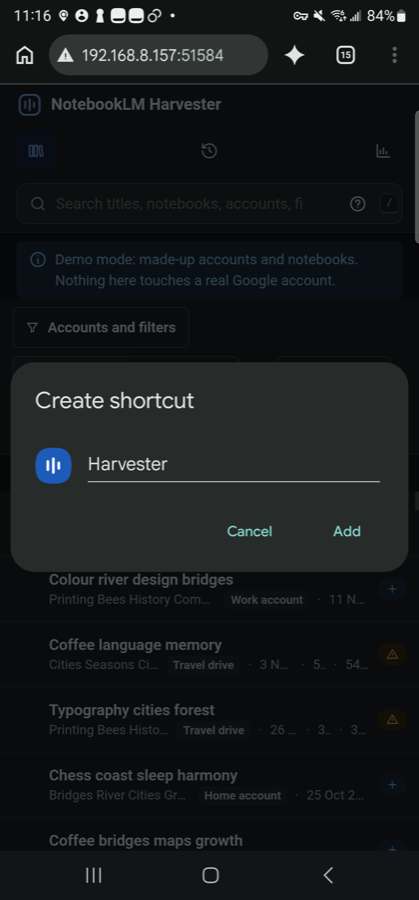 11:16
84%
192.168.8.157:51584
15
NotebookLM Harvester
Search titles, notebooks, accounts, fi
/
Demo mode: made-up accounts and notebooks.
Nothing here touches a real Google account.
Accounts and filters
Create shortcut
Harvester
Cancel
Add
Colour river design bridges
Printing Bees History Com… Work account · 11 N…
Coffee language memory
Cities Seasons Ci… Travel drive · 3 N… · 5.. · 54…
Typography cities forest
Printing Bees Histo… Travel drive · 26 … · 3.. · 3…
Chess coast sleep harmony
Bridges River Cities Gr… Home account · 25 Oct 2…
Coffee bridges maps growth